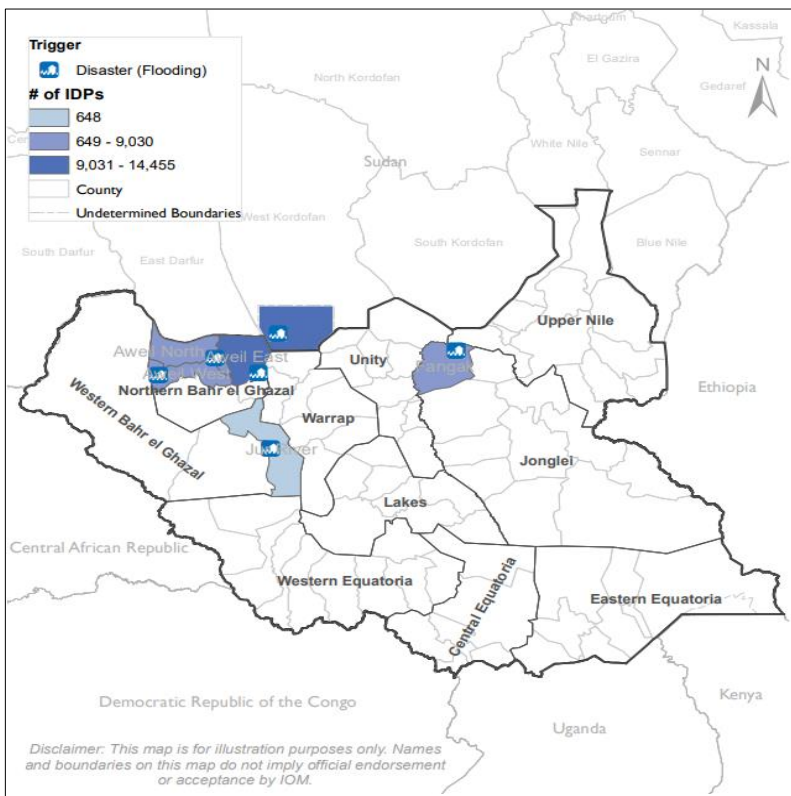 Trigger
Disaster (Flooding)
# of IDPs
648
649 - 9,030
9,031 - 14,455
County
Undetermined Boundaries
N
Kassala
El Gazira
Gedaref
North Kordofan
White Nile
Sennar
Sudan
West Kordofan
South Kordofan
Blue Nile
South Darfur
East Darfur
Upper Nile
Aweil North
Aweil East
Aweil West
Unity
Northern Bahr el Ghazal
Warrap
Ethiopia
Western Bahr el Ghazal
Jur River
Jonglei
Lakes
Central African Republic
Western Equatoria
Central Equatoria
Eastern Equatoria
Democratic Republic of the Congo
Kenya
Uganda
Disclaimer: This map is for illustration purposes only. Names
and boundaries on this map do not imply official endorsement
or acceptance by IOM.